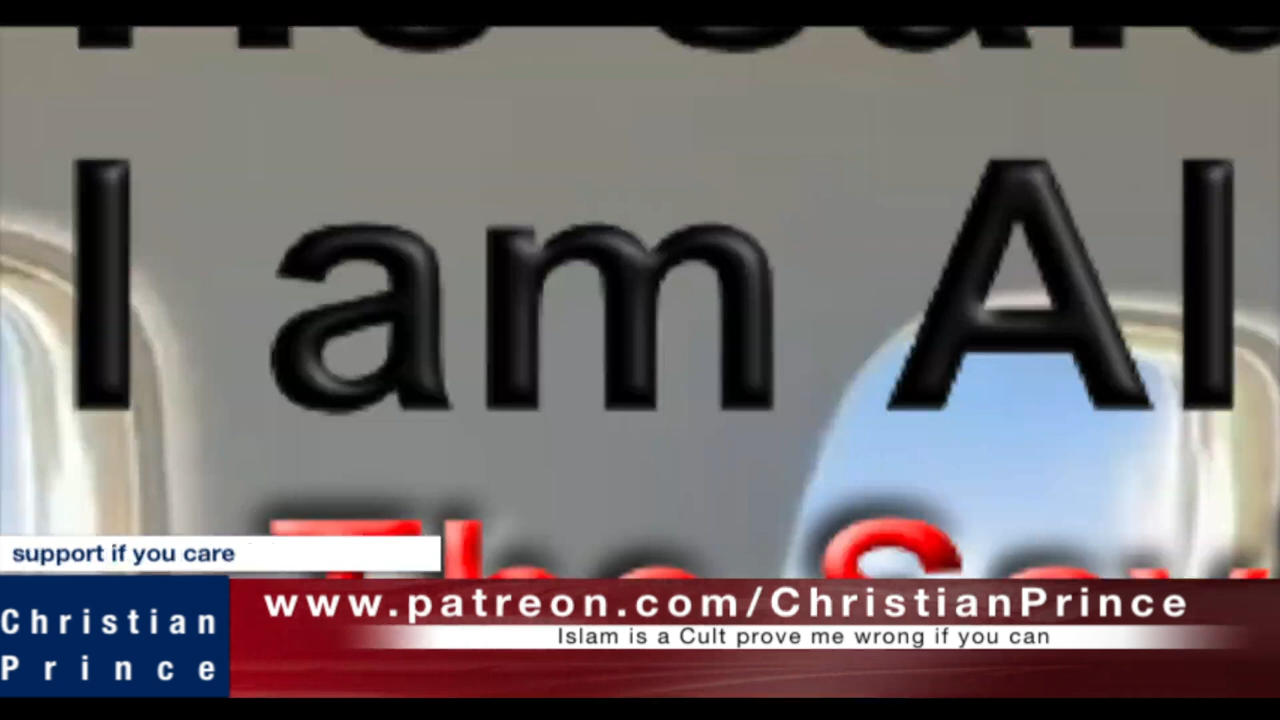 I am Al
The
support if you care
www.patreon.com/ChristianPrince
Islam is a Cult prove me wrong if you can
Christian
Prince